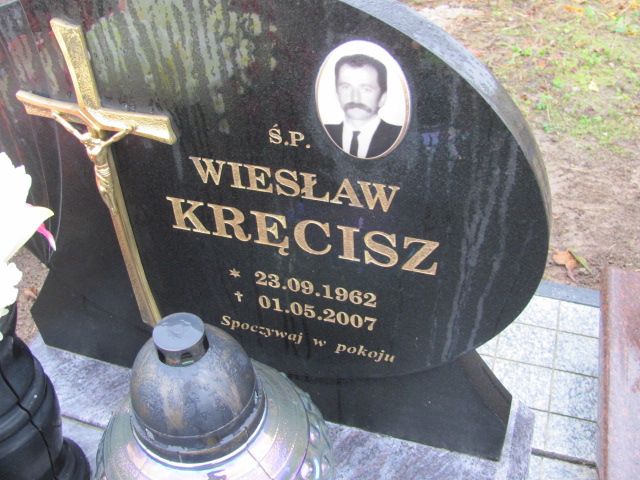 Ś.P.
WIESŁAW
KRĘCISZ
* 23.09.1962
✝ 01.05.2007
Spoczywaj w pokoju